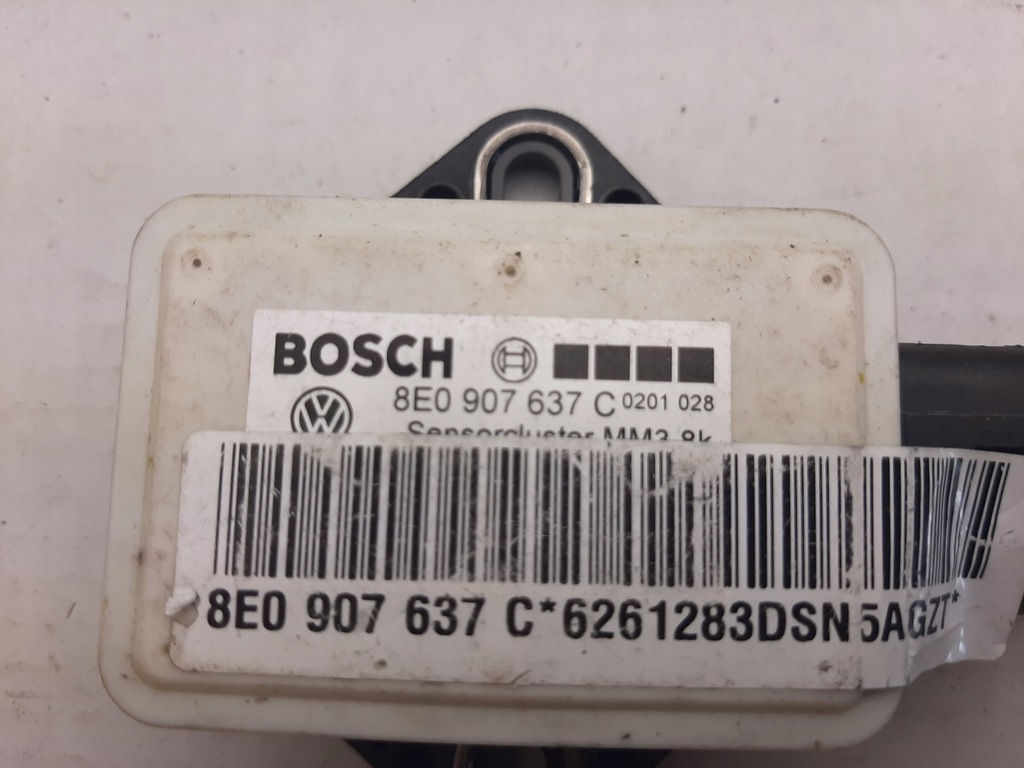 BOSCH
8E0 907 637 C 0201 028
Sensorcluster MM3 8k
8E0 907 637 C*6261283DSN5AGZT*